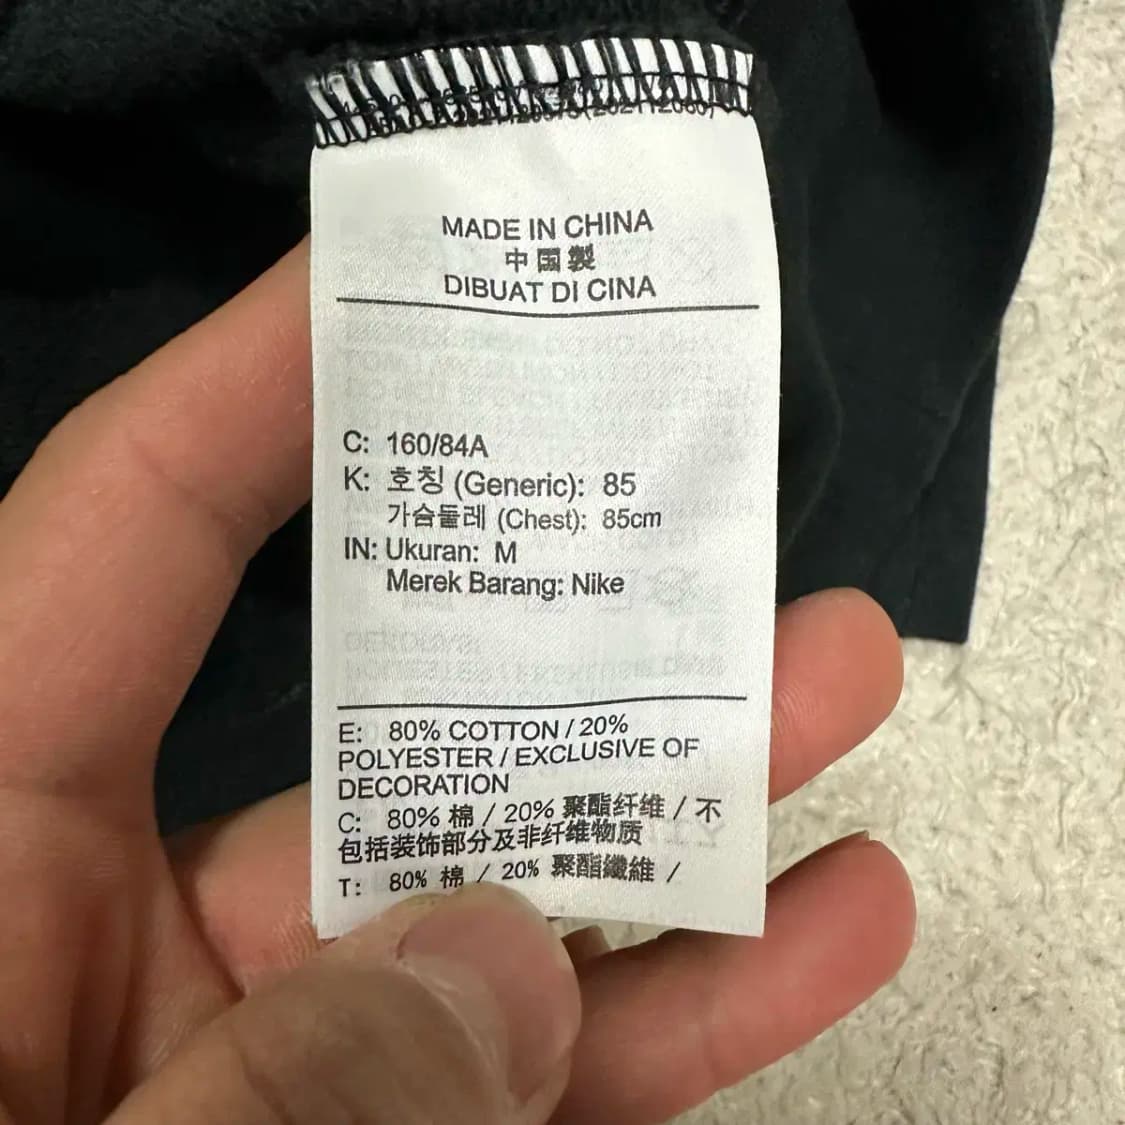 MADE IN CHINA
中国製
DIBUAT DI CINA
C: 160/84A
K: 호칭 (Generic): 85
가슴둘레 (Chest): 85cm
IN: Ukuran: M
Merek Barang: Nike
E: 80% COTTON / 20%
POLYESTER / EXCLUSIVE OF
DECORATION
C: 80% 棉 / 20% 聚酯纤维 / 不
包括装饰部分及非纤维物质
T: 80% 棉 / 20% 聚酯纖維 /